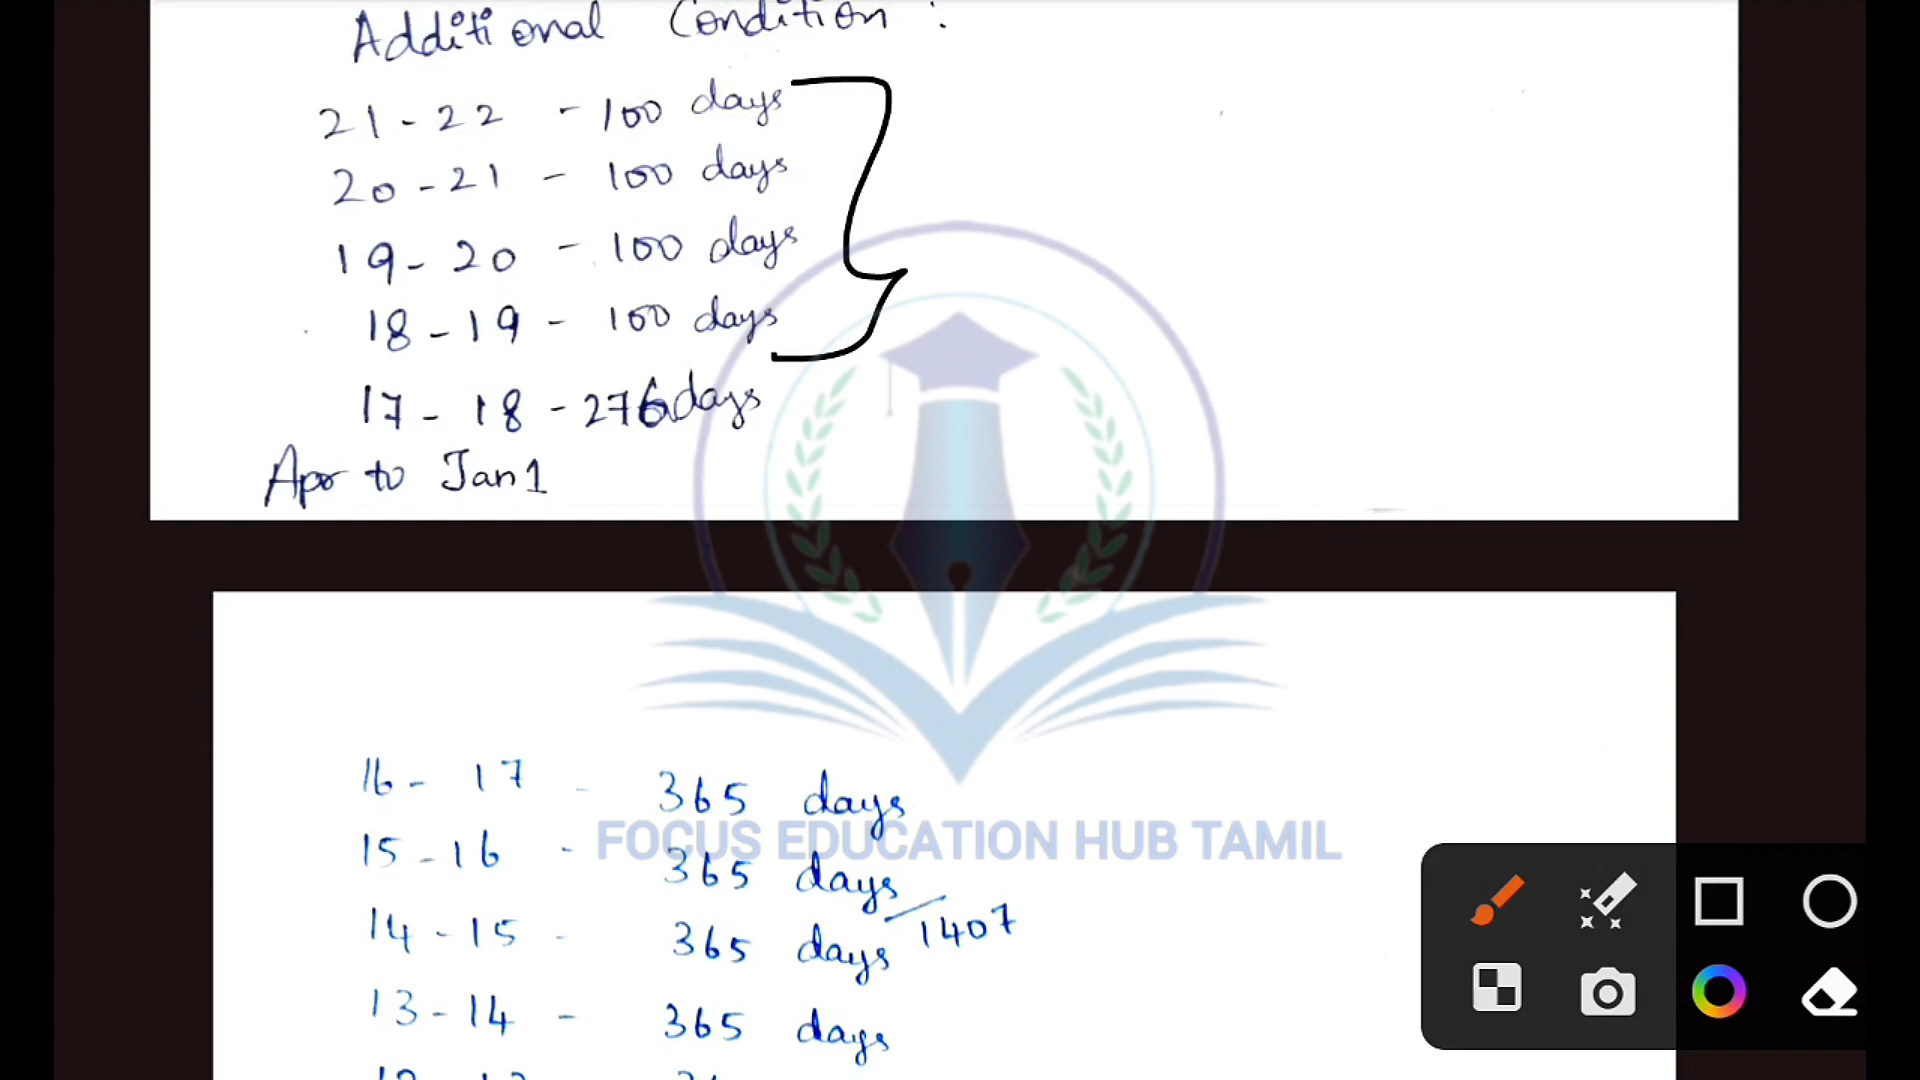 Additional Condition :
21 - 22 - 100 days
20 - 21 - 100 days
19 - 20 - 100 days
18 - 19 - 100 days
17 - 18 - 276 days
Apr to Jan 1
16 - 17 - 365 days
FOCUS EDUCATION HUB TAMIL
15 - 16 - 365 days
14 - 15 - 365 days 1407
13 - 14 - 365 days